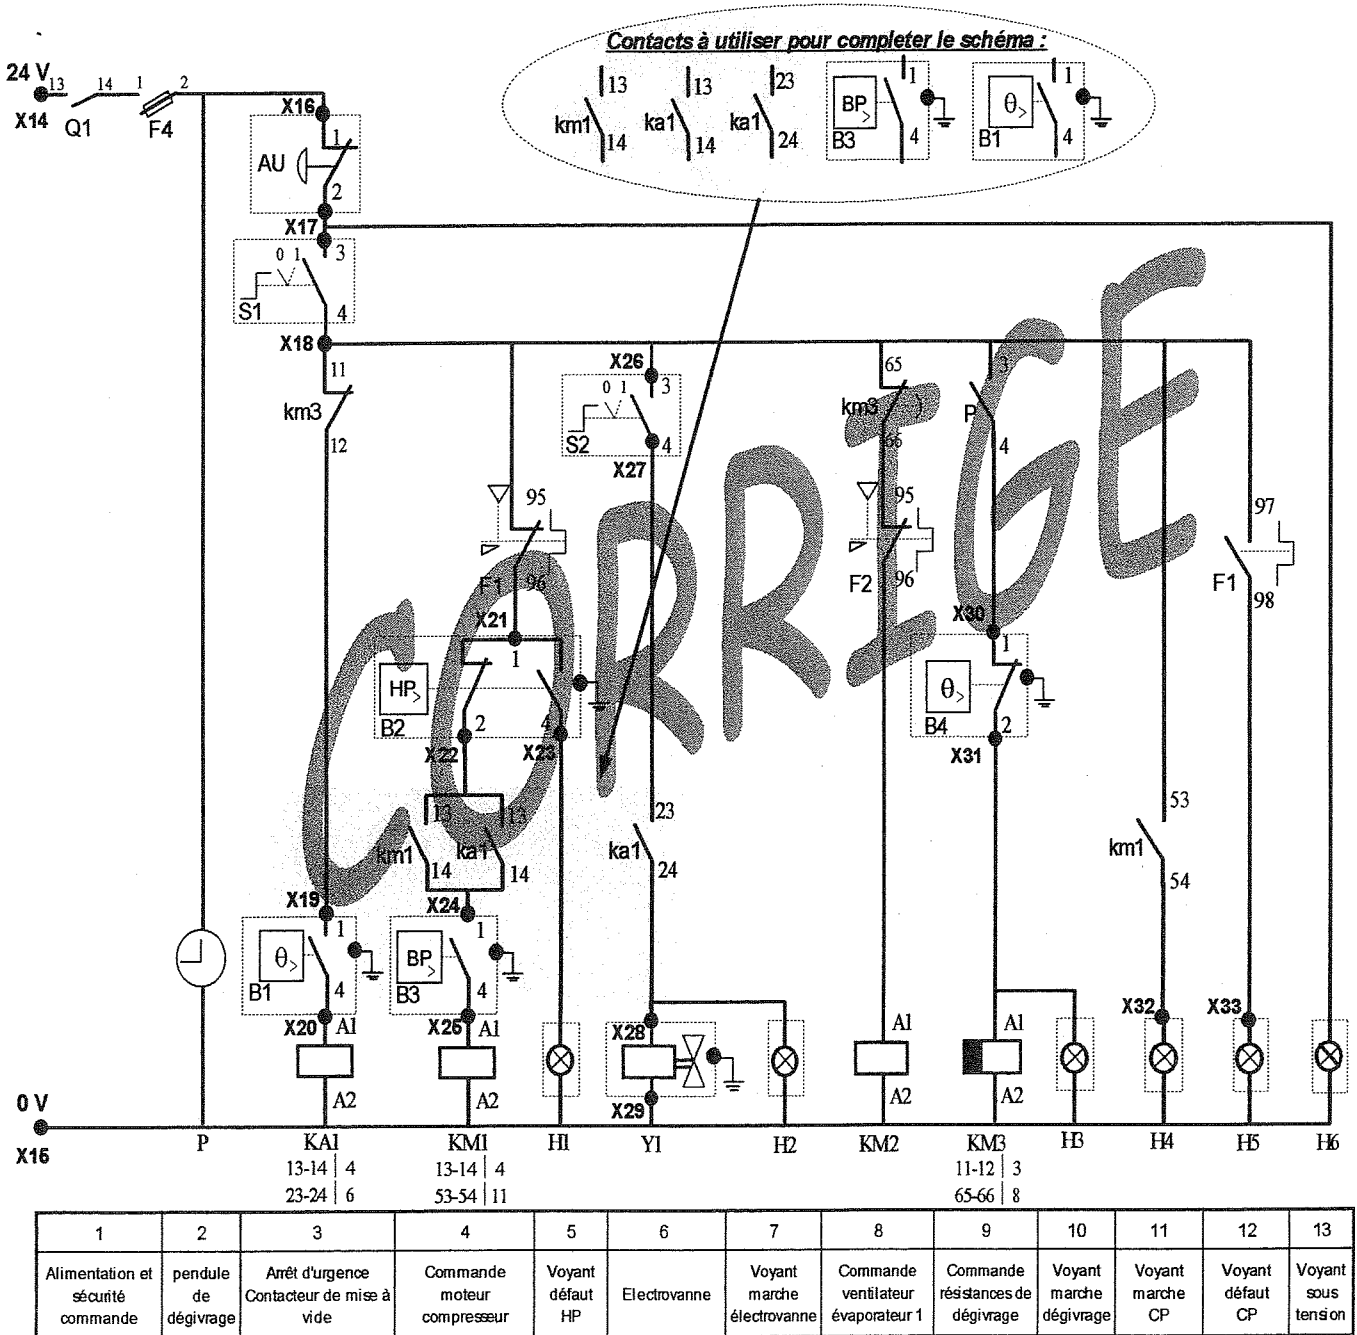 Contacts à utiliser pour completer le schéma :
13
14
km1
13
14
ka1
23
24
ka1
BP>
1
4
B3
θ>
1
4
B1
24 V
X14
13
14
Q1
1
2
F4
X16
AU
1
2
X17
0 1
3
S1
4
X18
11
km3
12
95
F1
96
X21
HP>
1
B2
2
4
X22
X23
13
km1
14
13
ka1
14
X19
θ>
1
B1
4
X20
A1
A2
X24
BP>
1
B3
4
X25
A1
A2
X26
0 1
3
S2
4
X27
23
ka1
24
X28
X29
65
km3
66
95
F2
96
A1
A2
3
P
4
X30
θ>
1
B4
2
X31
A1
A2
53
km1
54
X32
97
F1
98
X33
CORRIGE
0 V
X15
P
KA1
KM1
H1
Y1
H2
KM2
KM3
H3
H4
H5
H6
13-14 | 4
23-24 | 6
13-14 | 4
53-54 | 11
11-12 | 3
65-66 | 8
1 2 3 4 5 6 7 8 9 10 11 12 13
Alimentation et
sécurité
commande
pendule
de
dégivrage
Arrêt d'urgence
Contacteur de mise à
vide
Commande
moteur
compresseur
Voyant
défaut
HP
Electrovanne
Voyant
marche
électrovanne
Commande
ventilateur
évaporateur 1
Commande
résistances de
dégivrage
Voyant
marche
dégivrage
Voyant
marche
CP
Voyant
défaut
CP
Voyant
sous
tension